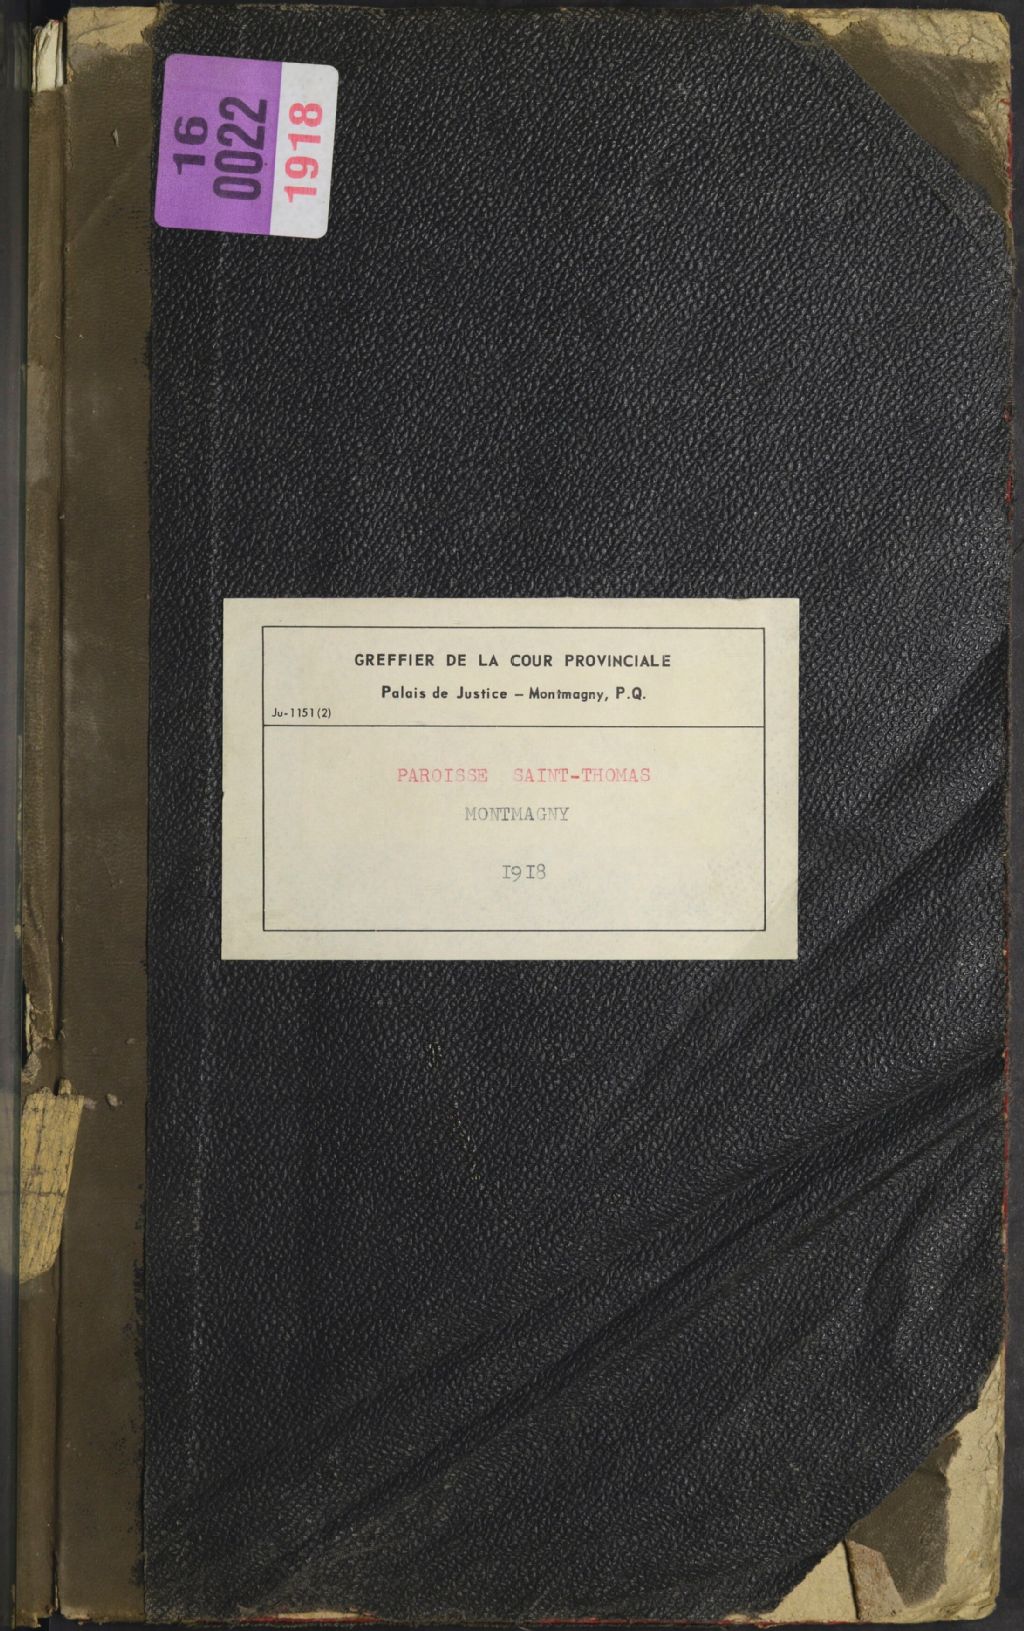 16
0022
1918
GREFFIER DE LA COUR PROVINCIALE
Palais de Justice – Montmagny, P.Q.
Ju-1151(2)
PAROISSE SAINT-THOMAS
MONTMAGNY
I9I8